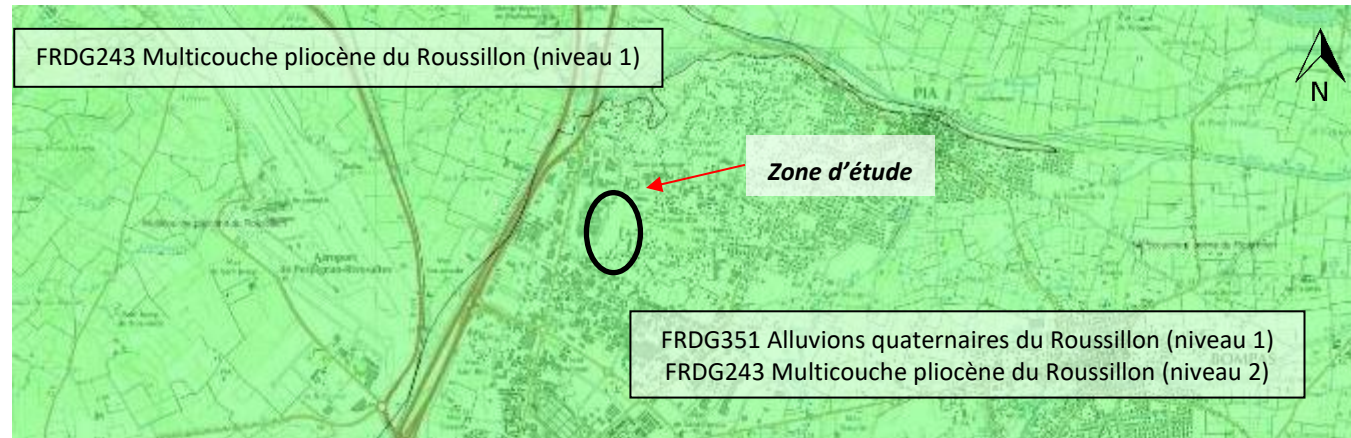 FRDG243 Multicouche pliocène du Roussillon (niveau 1)
N
PIA
Zone d’étude
Aéroport
de Perpignan-Rivesaltes
FRDG351 Alluvions quaternaires du Roussillon (niveau 1)
FRDG243 Multicouche pliocène du Roussillon (niveau 2)
BOMPAS